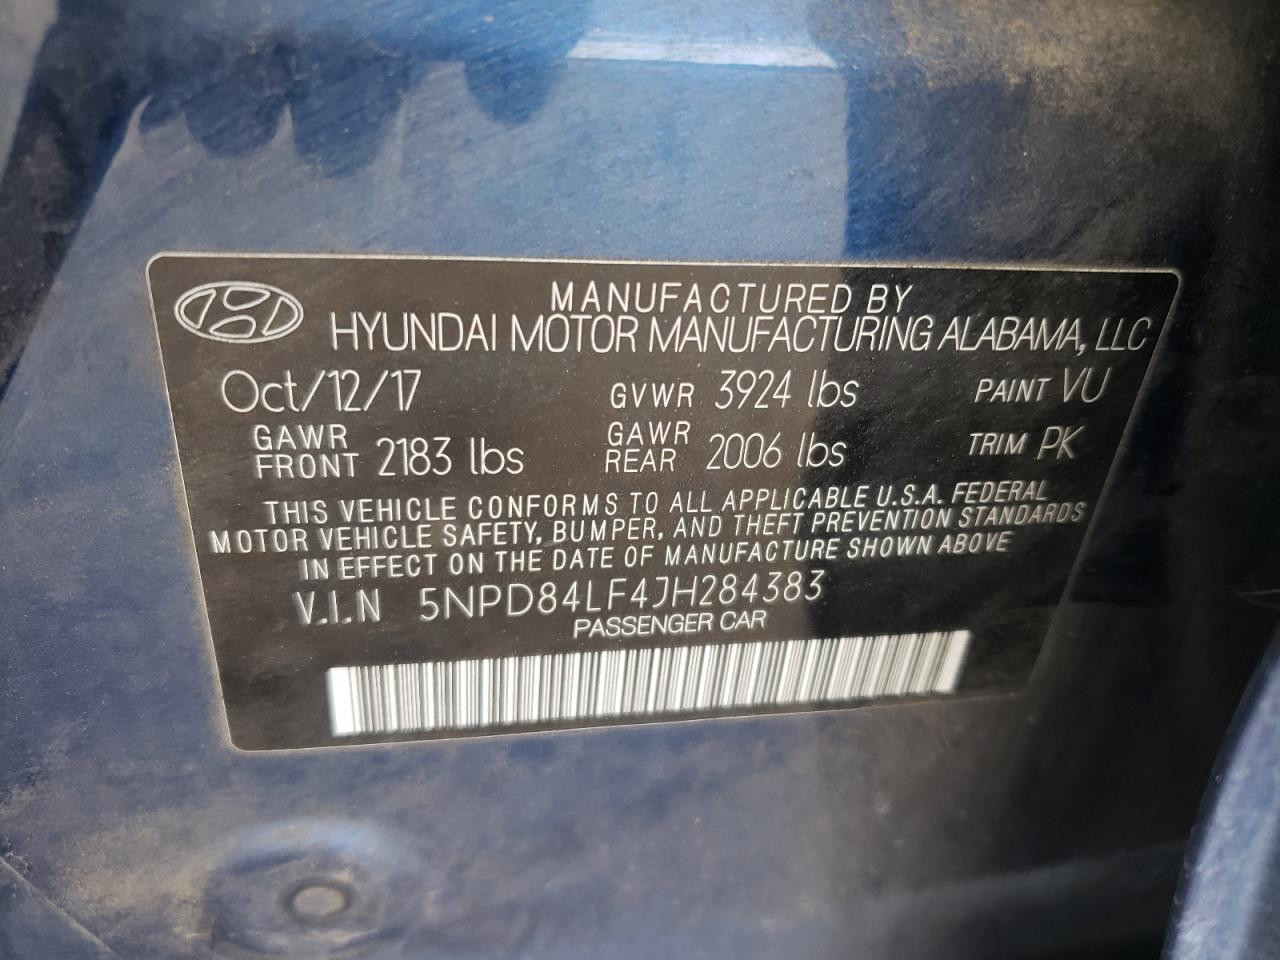 MANUFACTURED BY
HYUNDAI MOTOR MANUFACTURING ALABAMA, LLC
Oct/12/17 GVWR 3924 lbs PAINT VU
GAWR FRONT 2183 lbs GAWR REAR 2006 lbs TRIM PK
THIS VEHICLE CONFORMS TO ALL APPLICABLE U.S.A. FEDERAL
MOTOR VEHICLE SAFETY, BUMPER, AND THEFT PREVENTION STANDARDS
IN EFFECT ON THE DATE OF MANUFACTURE SHOWN ABOVE
V.I.N 5NPD84LF4JH284383
PASSENGER CAR